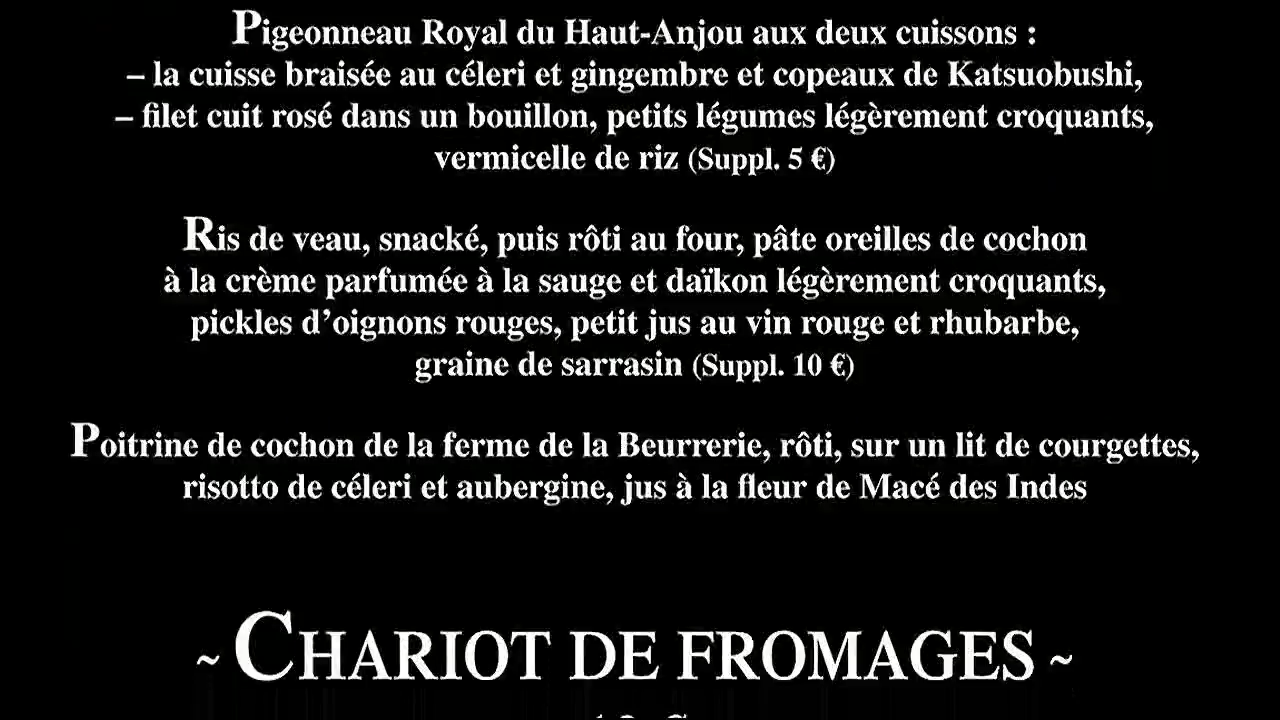 Pigeonneau Royal du Haut-Anjou aux deux cuissons :
– la cuisse braisée au céleri et gingembre et copeaux de Katsuobushi,
– filet cuit rosé dans un bouillon, petits légumes légèrement croquants,
vermicelle de riz (Suppl. 5 €)
Ris de veau, snacké, puis rôti au four, pâte oreilles de cochon
à la crème parfumée à la sauge et daïkon légèrement croquants,
pickles d’oignons rouges, petit jus au vin rouge et rhubarbe,
graine de sarrasin (Suppl. 10 €)
Poitrine de cochon de la ferme de la Beurrerie, rôti, sur un lit de courgettes,
risotto de céleri et aubergine, jus à la fleur de Macé des Indes
~ CHARIOT DE FROMAGES ~